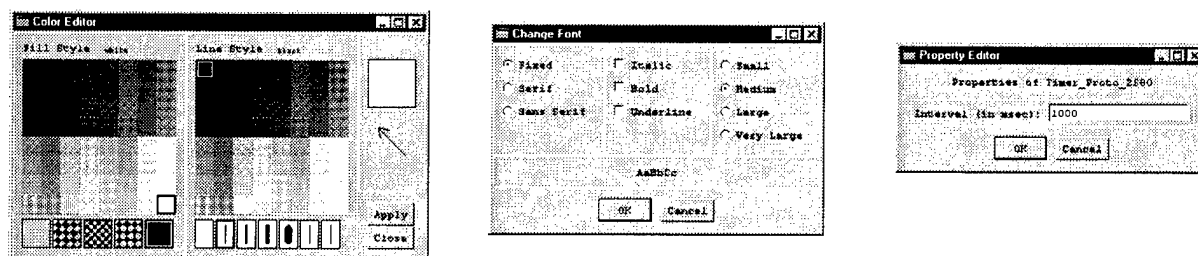 Color Editor
Fill Style white
Line Style black
Apply
Close
Change Font
Fixed Italic Small
Serif Bold Medium
Sans Serif Underline Large
Very Large
AaBbCc
OK Cancel
Property Editor
Properties of Timer_Proto_2880
Interval (in msec): 1000
OK Cancel